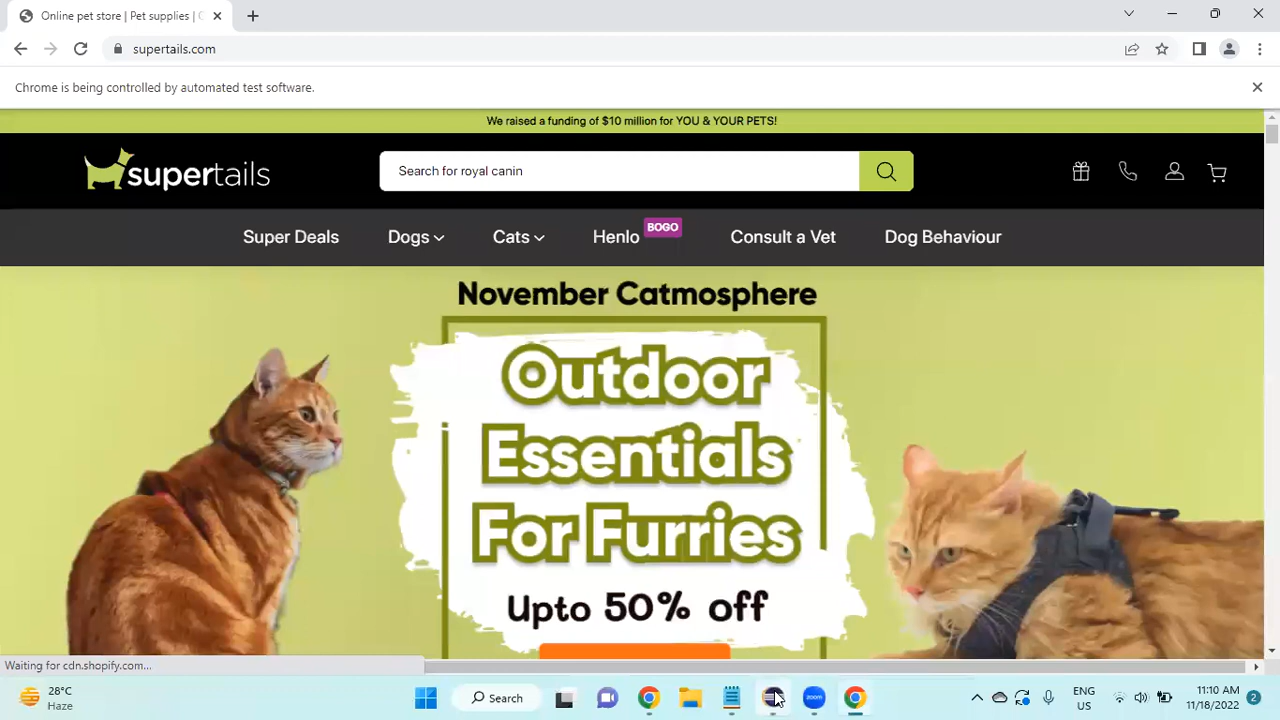 Online pet store | Pet supplies |
supertails.com
Chrome is being controlled by automated test software.
We raised a funding of $10 million for YOU & YOUR PETS!
supertails
Search for royal canin
Super Deals
Dogs
Cats
Henlo
BOGO
Consult a Vet
Dog Behaviour
November Catmosphere
Outdoor
Essentials
For Furries
Upto 50% off
Waiting for cdn.shopify.com...
28°C
Haze
Search
zoom
ENG
US
11:10 AM
11/18/2022
2